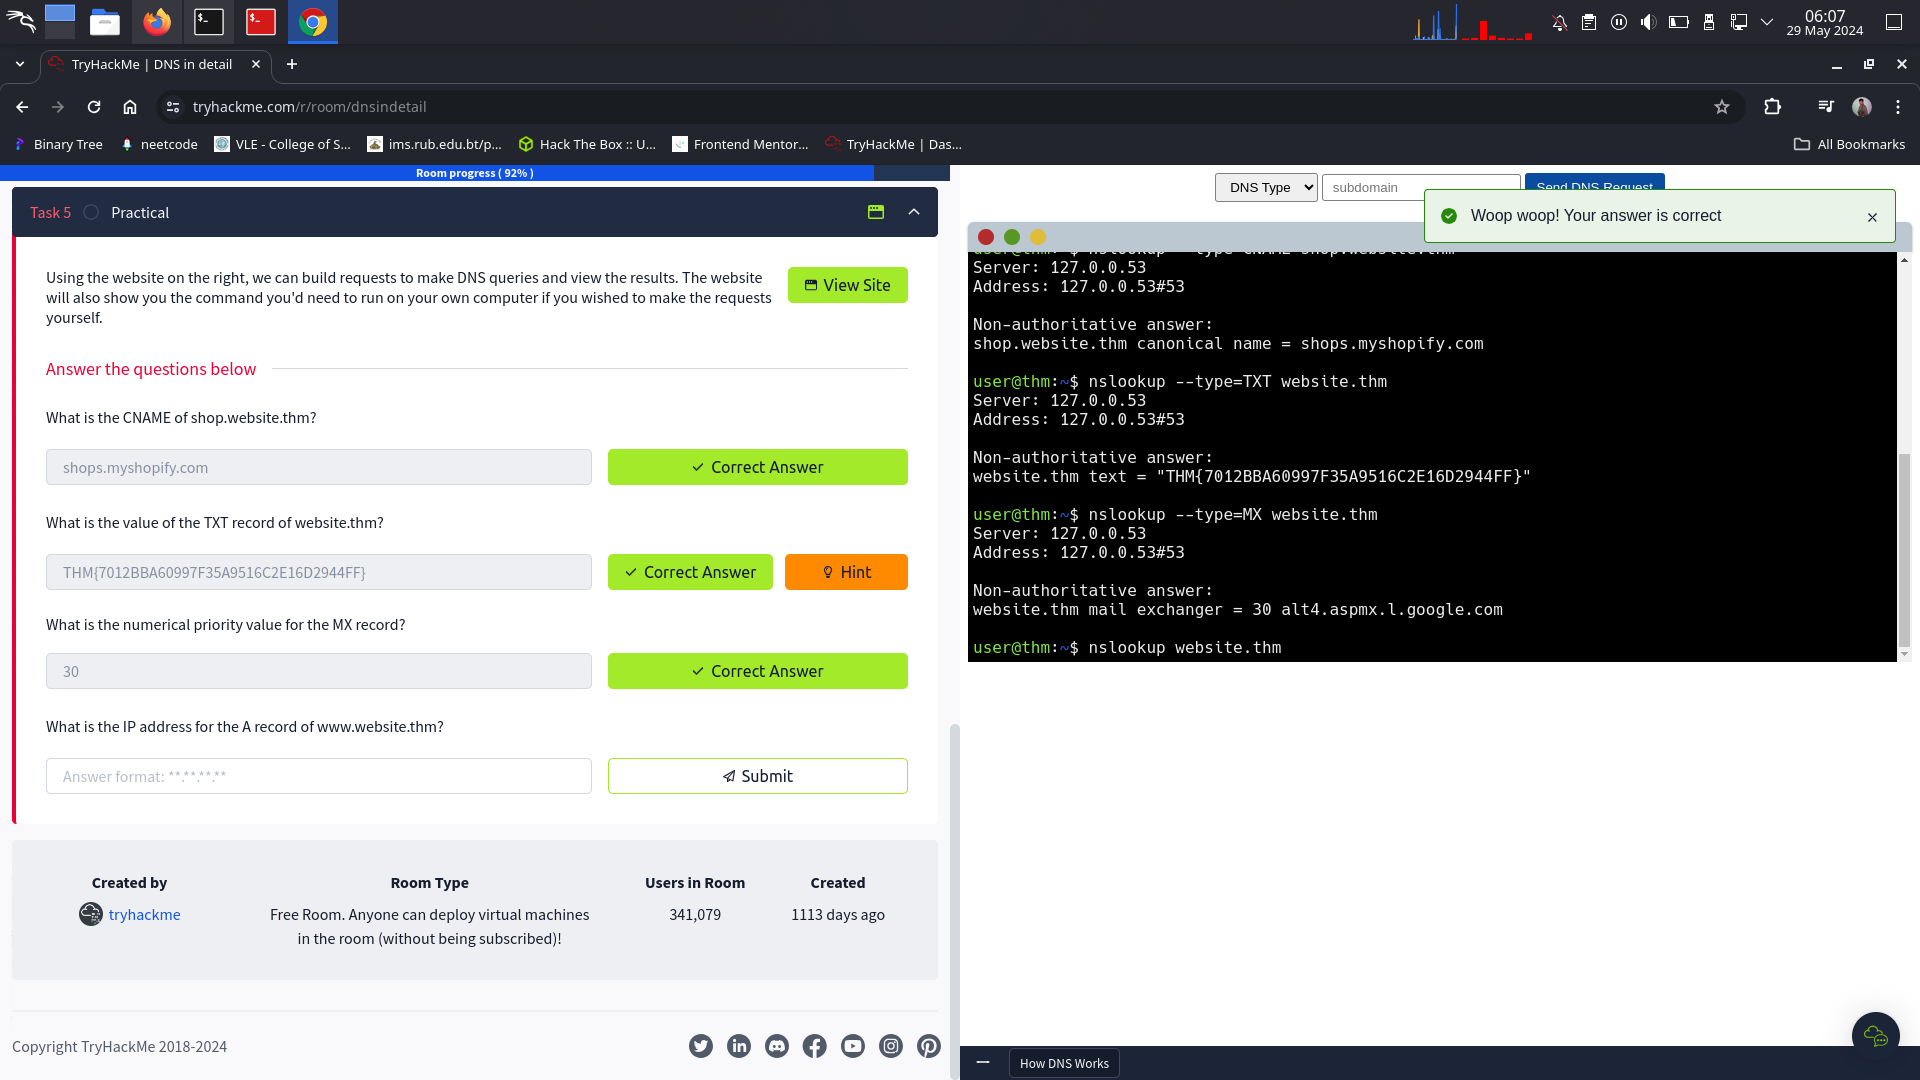 06:07
29 May 2024
TryHackMe | DNS in detail
tryhackme.com/r/room/dnsindetail
Binary Tree
neetcode
VLE - College of S...
ims.rub.edu.bt/p...
Hack The Box :: U...
Frontend Mentor...
TryHackMe | Das...
All Bookmarks
Room progress ( 92% )
Task 5
Practical
Using the website on the right, we can build requests to make DNS queries and view the results. The website
will also show you the command you'd need to run on your own computer if you wished to make the requests
yourself.
View Site
Answer the questions below
What is the CNAME of shop.website.thm?
shops.myshopify.com
Correct Answer
What is the value of the TXT record of website.thm?
THM{7012BBA60997F35A9516C2E16D2944FF}
Correct Answer
Hint
What is the numerical priority value for the MX record?
30
Correct Answer
What is the IP address for the A record of www.website.thm?
Answer format: **.**.**.**
Submit
Created by
tryhackme
Room Type
Free Room. Anyone can deploy virtual machines
in the room (without being subscribed)!
Users in Room
341,079
Created
1113 days ago
Copyright TryHackMe 2018-2024
DNS Type
subdomain
Send DNS Request
Woop woop! Your answer is correct
user@thm:~$ nslookup --type=CNAME shop.website.thm
Server: 127.0.0.53
Address: 127.0.0.53#53
Non-authoritative answer:
shop.website.thm canonical name = shops.myshopify.com
user@thm:~$ nslookup --type=TXT website.thm
Server: 127.0.0.53
Address: 127.0.0.53#53
Non-authoritative answer:
website.thm text = "THM{7012BBA60997F35A9516C2E16D2944FF}"
user@thm:~$ nslookup --type=MX website.thm
Server: 127.0.0.53
Address: 127.0.0.53#53
Non-authoritative answer:
website.thm mail exchanger = 30 alt4.aspmx.l.google.com
user@thm:~$ nslookup website.thm
How DNS Works